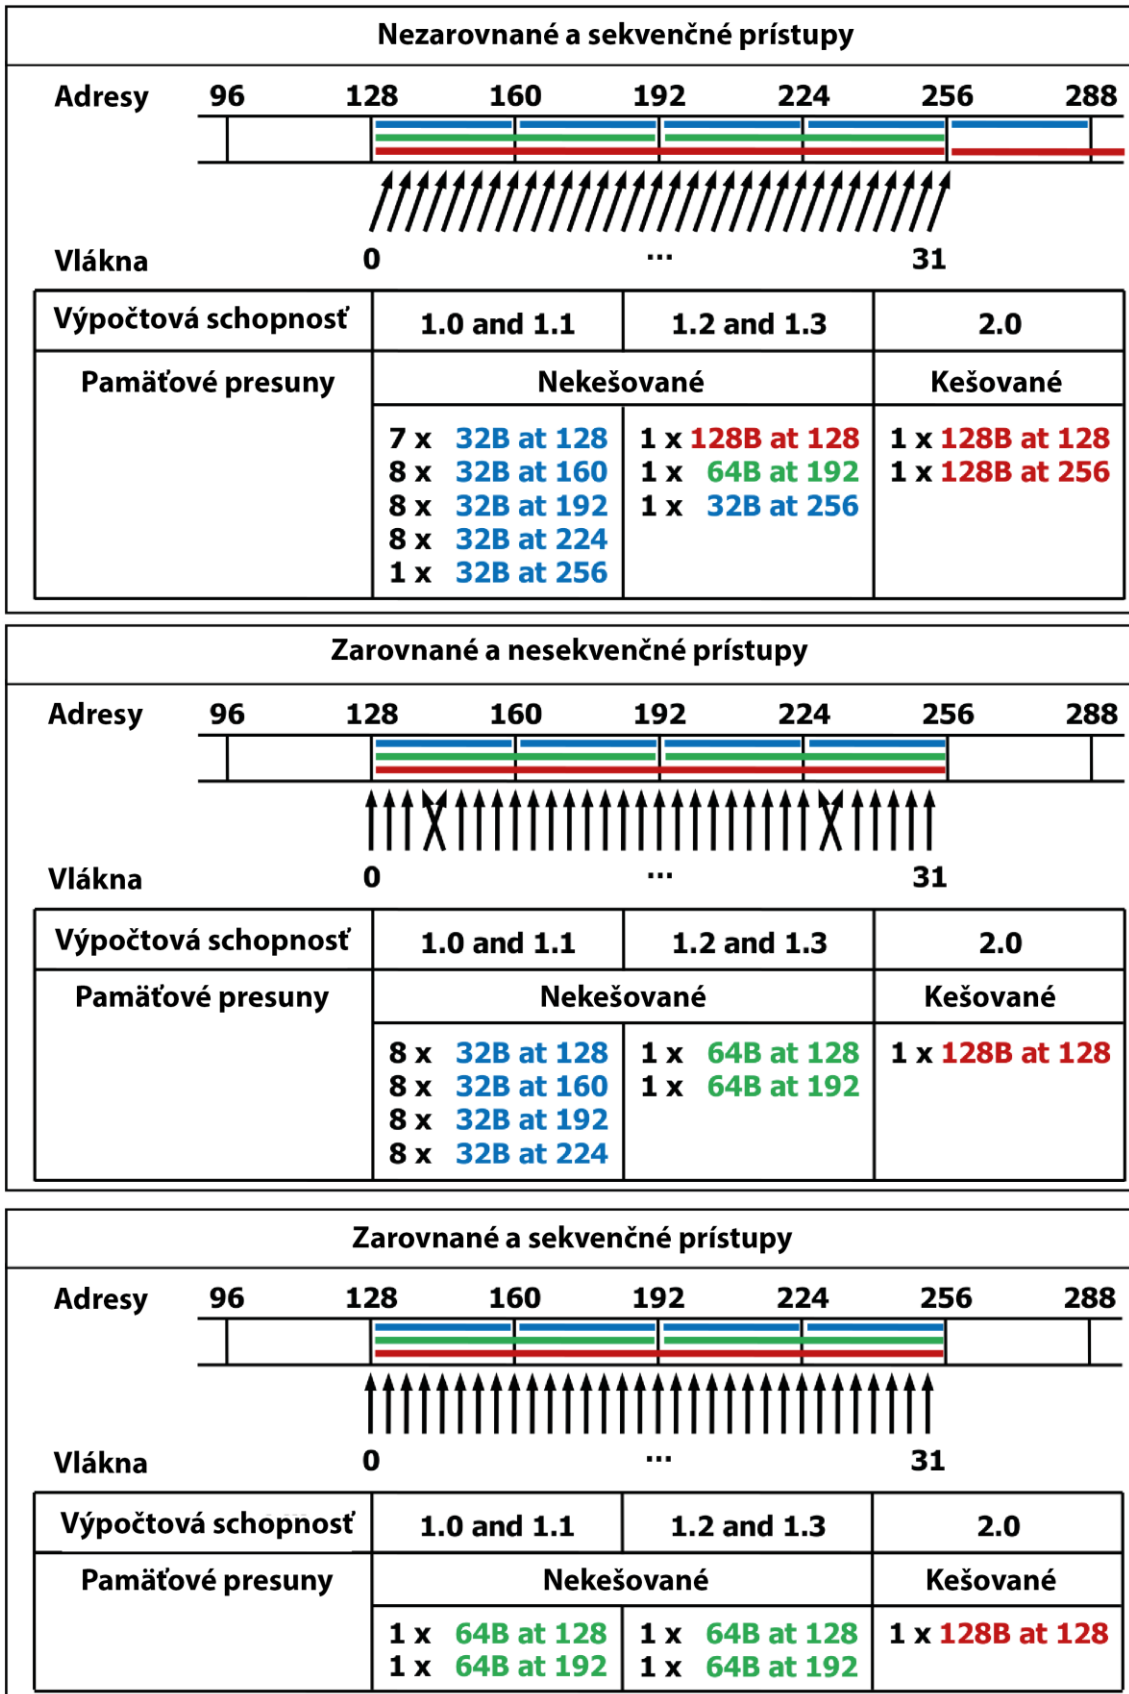 Nezarovnané a sekvenčné prístupy
Adresy 96 128 160 192 224 256 288
Vlákna 0 ... 31
Výpočtová schopnosť 1.0 and 1.1 1.2 and 1.3 2.0
Pamäťové presuny Nekešované Kešované
7 x 32B at 128 1 x 128B at 128 1 x 128B at 128
8 x 32B at 160 1 x 64B at 192 1 x 128B at 256
8 x 32B at 192 1 x 32B at 256
8 x 32B at 224
1 x 32B at 256
Zarovnané a nesekvenčné prístupy
Adresy 96 128 160 192 224 256 288
Vlákna 0 ... 31
Výpočtová schopnosť 1.0 and 1.1 1.2 and 1.3 2.0
Pamäťové presuny Nekešované Kešované
8 x 32B at 128 1 x 64B at 128 1 x 128B at 128
8 x 32B at 160 1 x 64B at 192
8 x 32B at 192
8 x 32B at 224
Zarovnané a sekvenčné prístupy
Adresy 96 128 160 192 224 256 288
Vlákna 0 ... 31
Výpočtová schopnosť 1.0 and 1.1 1.2 and 1.3 2.0
Pamäťové presuny Nekešované Kešované
1 x 64B at 128 1 x 64B at 128 1 x 128B at 128
1 x 64B at 192 1 x 64B at 192